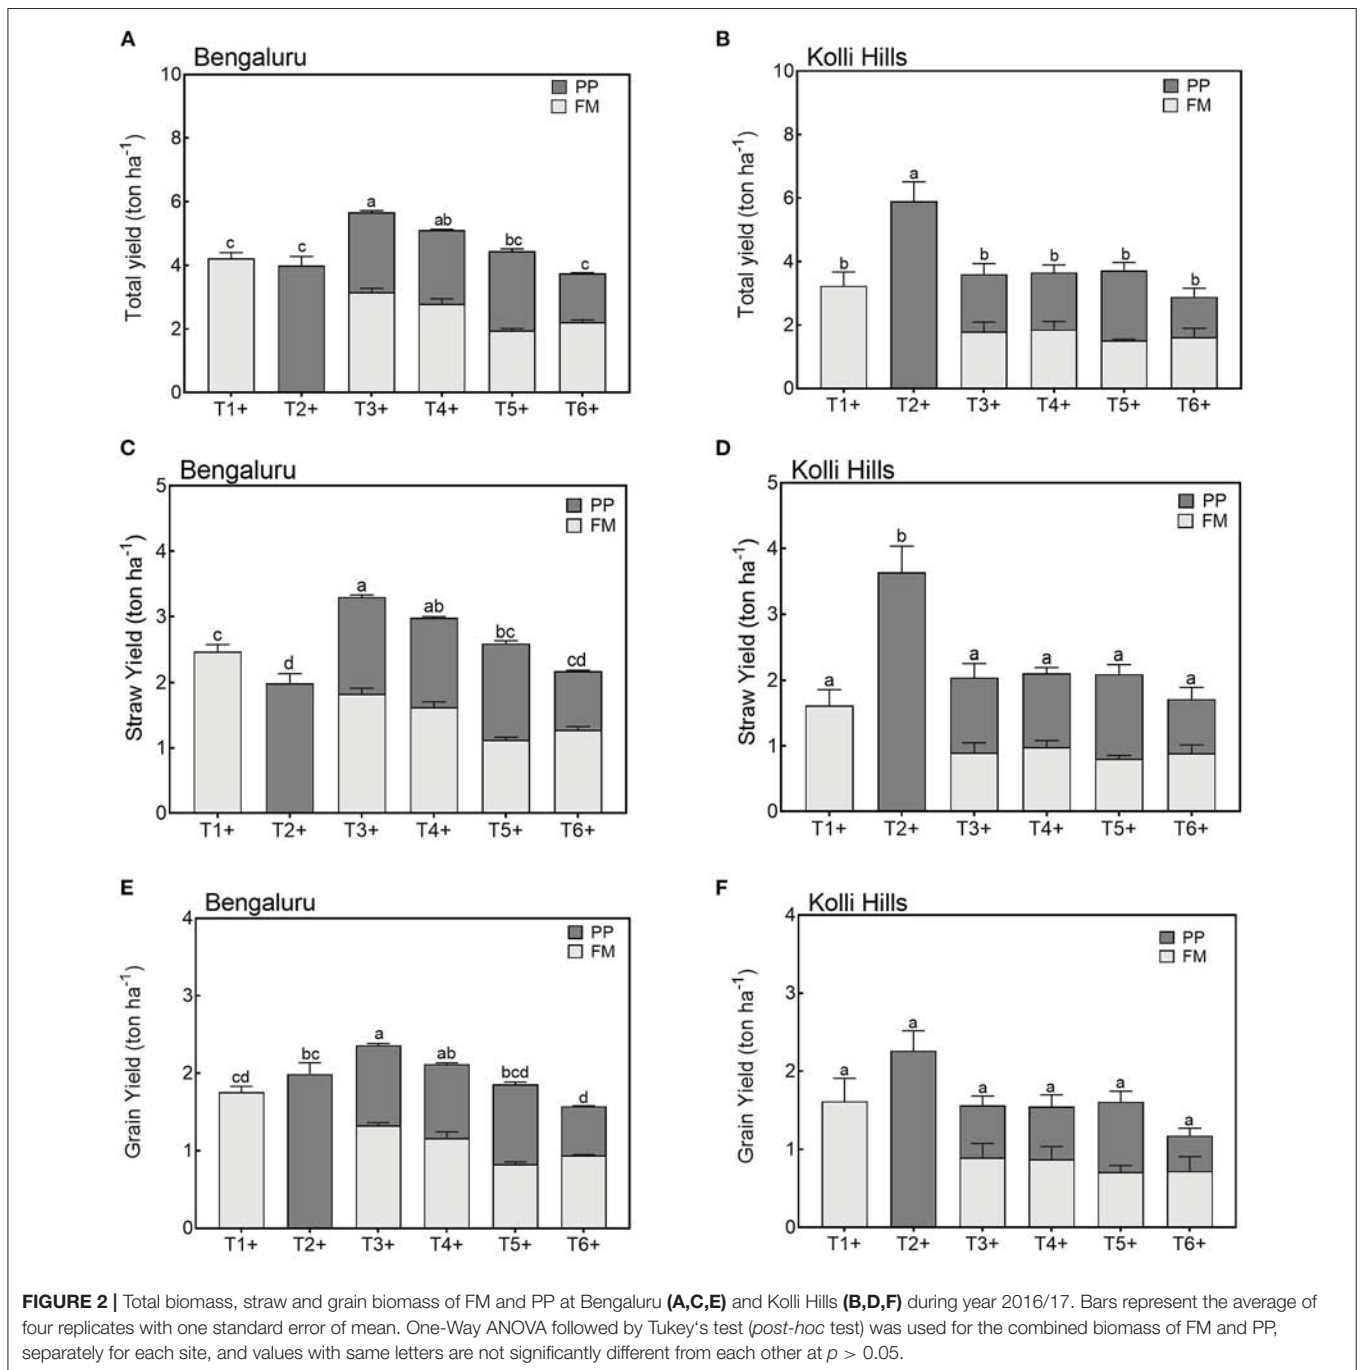 A
Bengaluru
PP
FM
Total yield (ton ha-1)
10
8
6
4
2
0
c
c
a
ab
bc
c
T1+ T2+ T3+ T4+ T5+ T6+
B
Kolli Hills
PP
FM
Total yield (ton ha-1)
10
8
6
4
2
0
b
a
b
b
b
b
T1+ T2+ T3+ T4+ T5+ T6+
C
Bengaluru
PP
FM
Straw Yield (ton ha-1)
5
4
3
2
1
0
c
d
a
ab
bc
cd
T1+ T2+ T3+ T4+ T5+ T6+
D
Kolli Hills
PP
FM
Straw Yield (ton ha-1)
5
4
3
2
1
0
a
b
a
a
a
a
T1+ T2+ T3+ T4+ T5+ T6+
E
Bengaluru
PP
FM
Grain Yield (ton ha-1)
4
3
2
1
0
cd
bc
a
ab
bcd
d
T1+ T2+ T3+ T4+ T5+ T6+
F
Kolli Hills
PP
FM
Grain Yield (ton ha-1)
4
3
2
1
0
a
a
a
a
a
a
T1+ T2+ T3+ T4+ T5+ T6+
FIGURE 2 | Total biomass, straw and grain biomass of FM and PP at Bengaluru (A,C,E) and Kolli Hills (B,D,F) during year 2016/17. Bars represent the average of
four replicates with one standard error of mean. One-Way ANOVA followed by Tukey‘s test (post-hoc test) was used for the combined biomass of FM and PP,
separately for each site, and values with same letters are not significantly different from each other at p > 0.05.